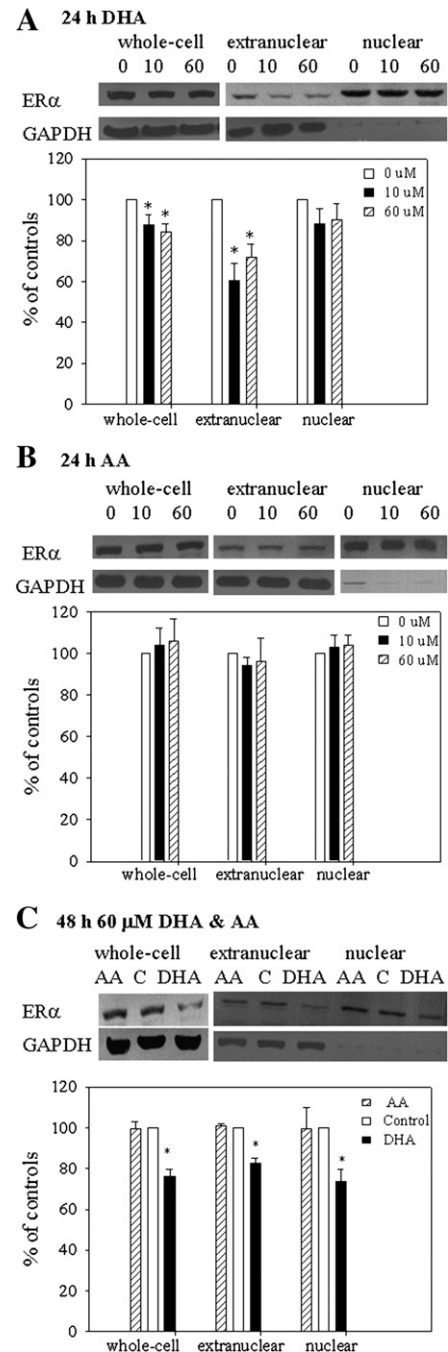 A 24 h DHA
whole-cell extranuclear nuclear
0 10 60 0 10 60 0 10 60
ERα
GAPDH
120
100
80
60
40
20
0
% of controls
0 uM
10 uM
60 uM
*
*
*
*
whole-cell extranuclear nuclear
B 24 h AA
whole-cell extranuclear nuclear
0 10 60 0 10 60 0 10 60
ERα
GAPDH
120
100
80
60
40
20
0
% of controls
0 uM
10 uM
60 uM
whole-cell extranuclear nuclear
C 48 h 60 µM DHA & AA
whole-cell extranuclear nuclear
AA C DHA AA C DHA AA C DHA
ERα
GAPDH
120
100
80
60
40
20
0
% of controls
AA
Control
DHA
*
*
*
whole-cell extranuclear nuclear